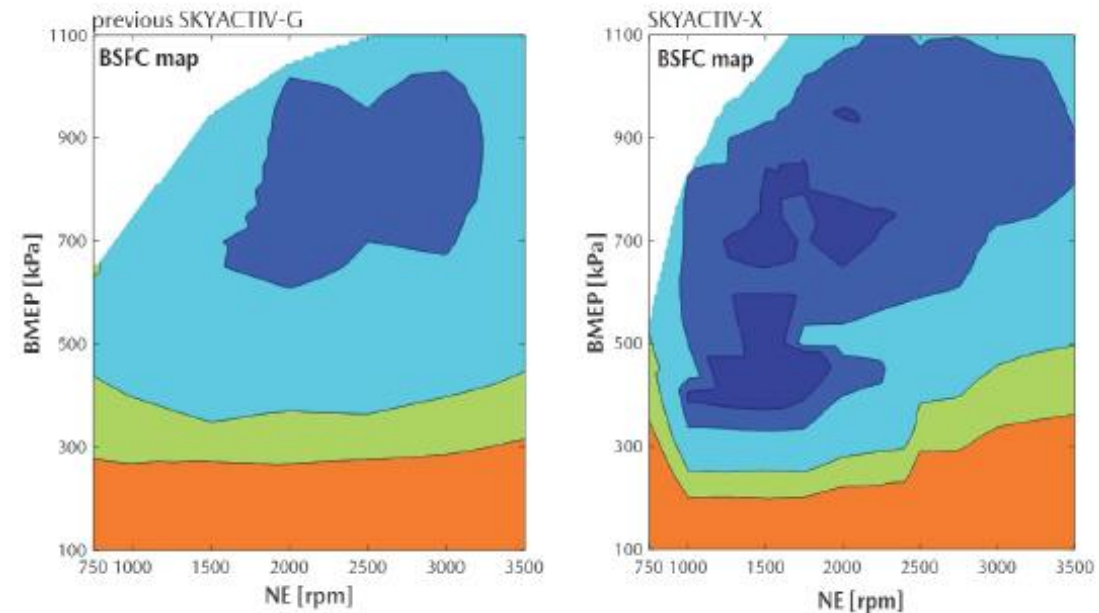 previous SKYACTIV-G
BSFC map
1100
900
700
500
300
100
BMEP [kPa]
750 1000 1500 2000 2500 3000 3500
NE [rpm]
SKYACTIV-X
BSFC map
1100
900
700
500
300
100
BMEP [kPa]
750 1000 1500 2000 2500 3000 3500
NE [rpm]